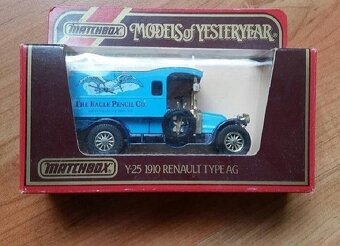 MATCHBOX
MODELS of YESTERYEAR
THE EAGLE PENCIL CO.
MATCHBOX
Y-25 1910 RENAULT TYPE AG